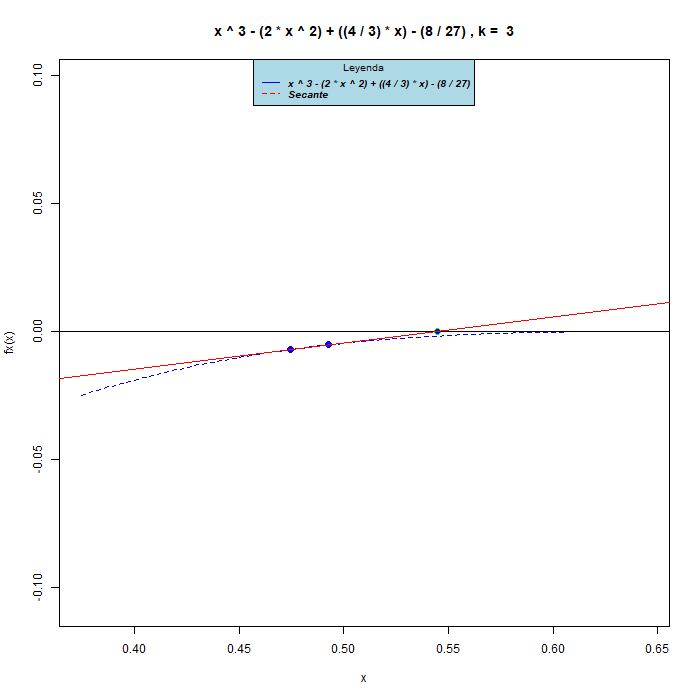 x ^ 3 - (2 * x ^ 2) + ((4 / 3) * x) - (8 / 27) , k = 3
Leyenda
x ^ 3 - (2 * x ^ 2) + ((4 / 3) * x) - (8 / 27)
Secante
fx(x)
0.10
0.05
0.00
-0.05
-0.10
0.40 0.45 0.50 0.55 0.60 0.65
x